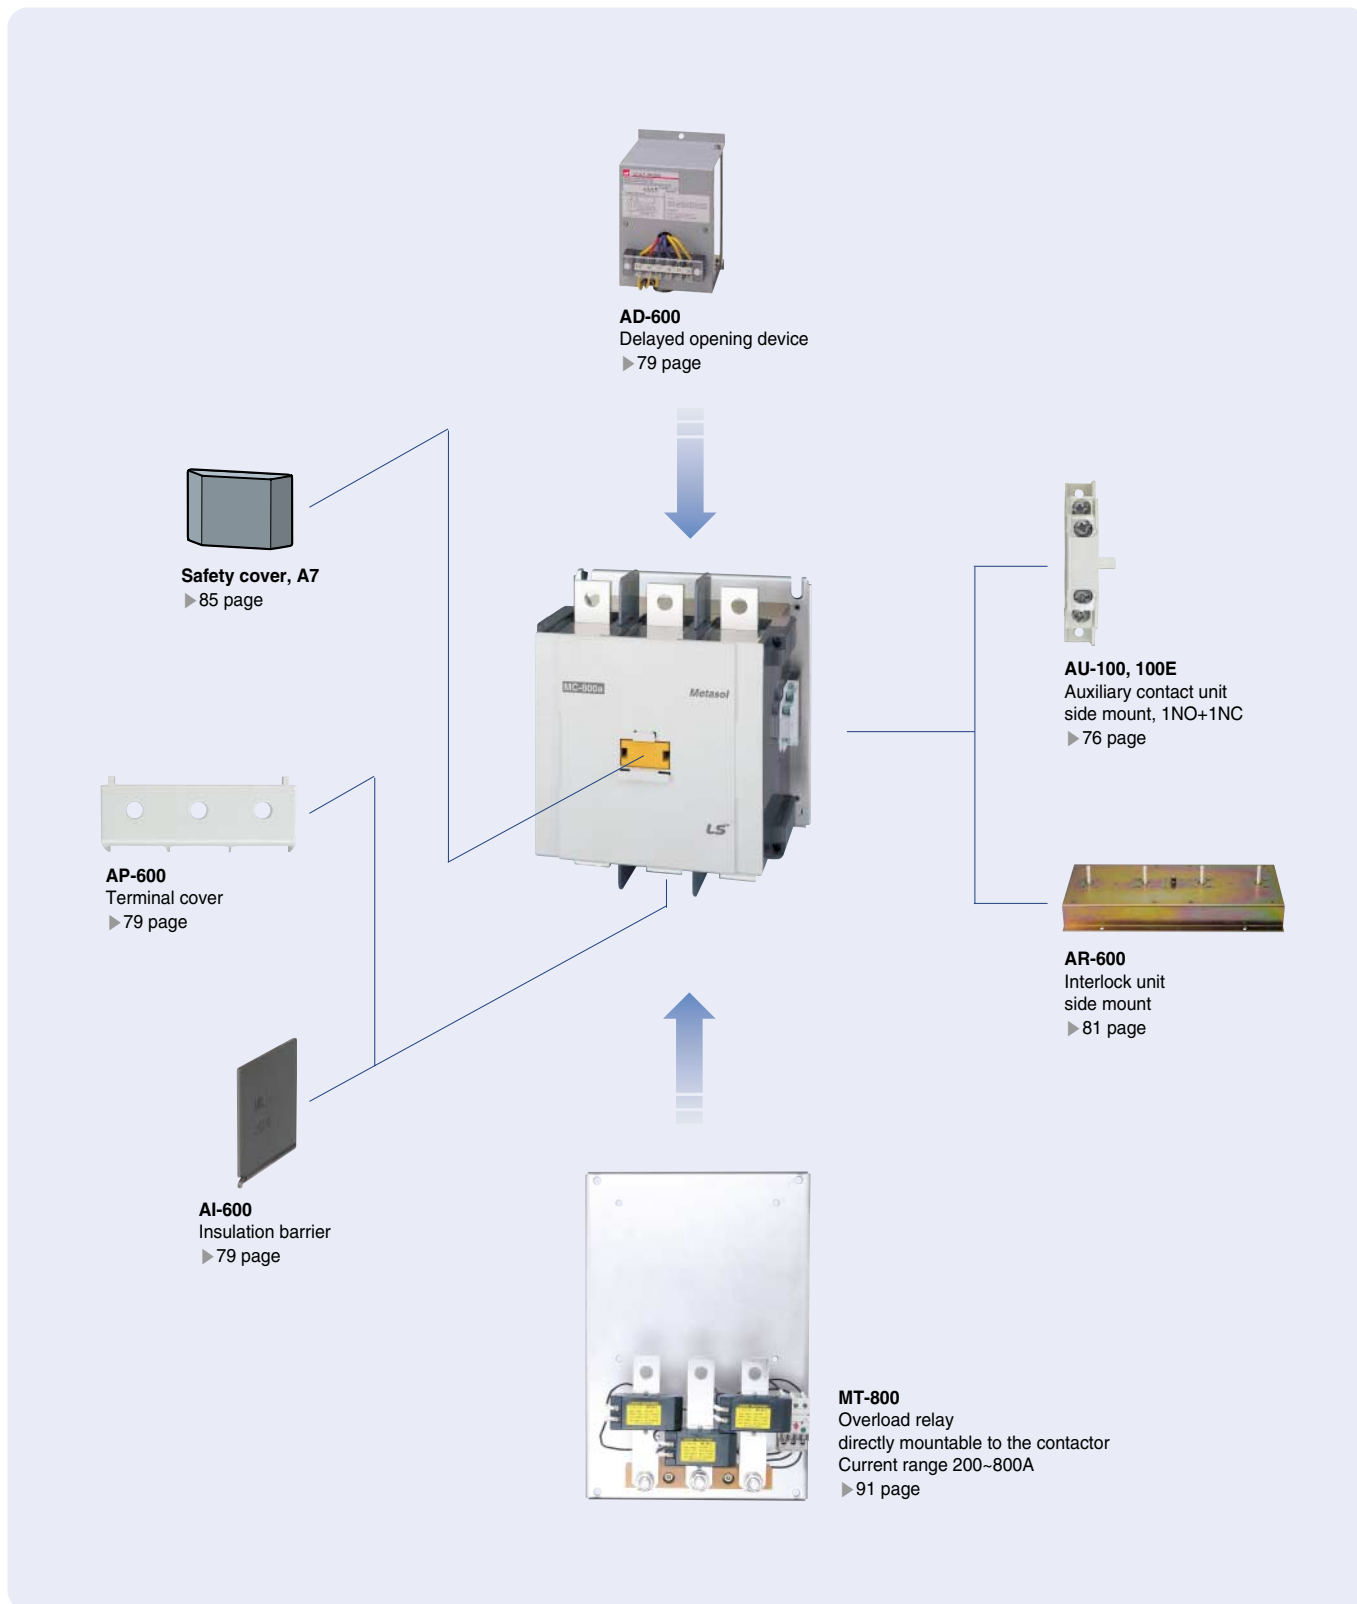 AD-600
Delayed opening device
▶79 page
Safety cover, A7
▶85 page
MC-800a
Metasol
LS
AU-100, 100E
Auxiliary contact unit
side mount, 1NO+1NC
▶76 page
AP-600
Terminal cover
▶79 page
AR-600
Interlock unit
side mount
▶81 page
AI-600
Insulation barrier
▶79 page
MT-800
Overload relay
directly mountable to the contactor
Current range 200~800A
▶91 page